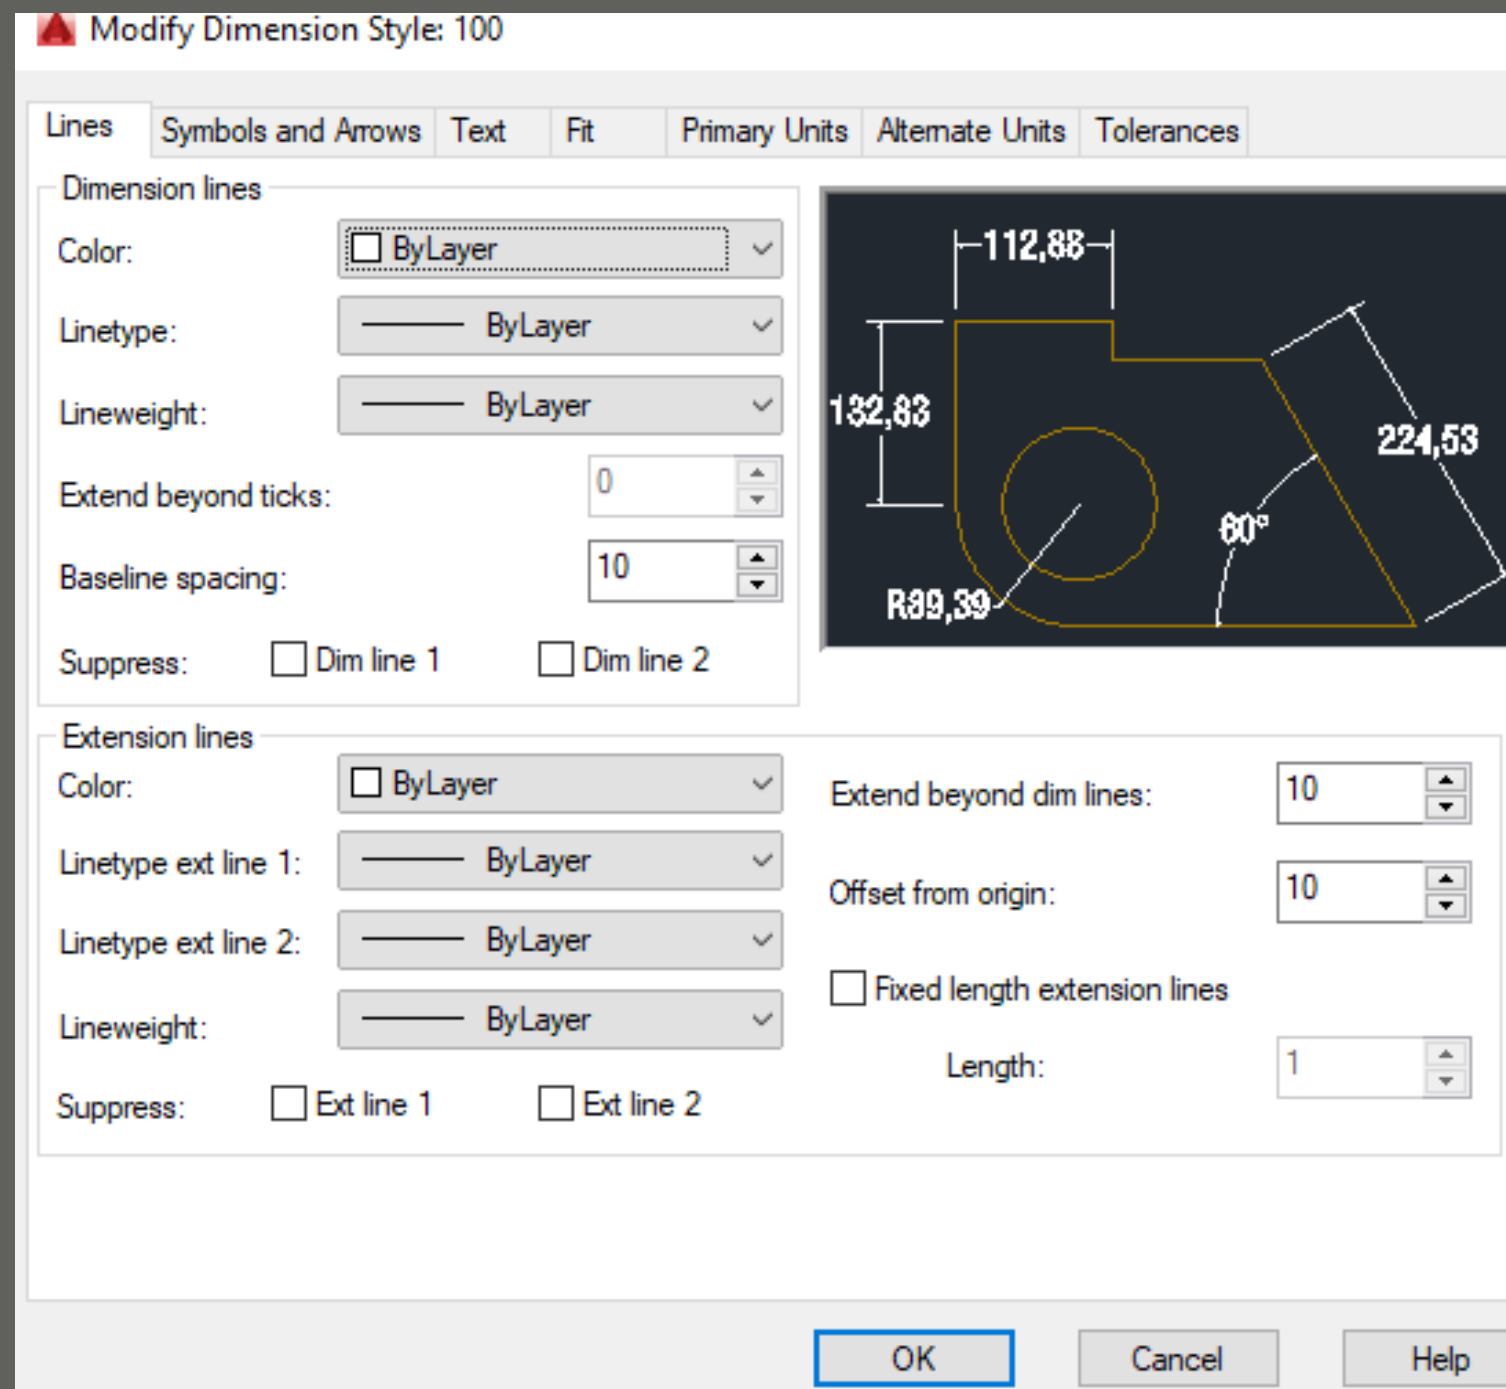 Modify Dimension Style: 100
Lines Symbols and Arrows Text Fit Primary Units Alternate Units Tolerances
Dimension lines
Color: ByLayer
Linetype: ByLayer
Lineweight: ByLayer
Extend beyond ticks: 0
Baseline spacing: 10
Suppress: Dim line 1 Dim line 2
112,88
132,83
224,53
60°
R89,39
Extension lines
Color: ByLayer
Linetype ext line 1: ByLayer
Linetype ext line 2: ByLayer
Lineweight: ByLayer
Suppress: Ext line 1 Ext line 2
Extend beyond dim lines: 10
Offset from origin: 10
Fixed length extension lines
Length: 1
OK Cancel Help